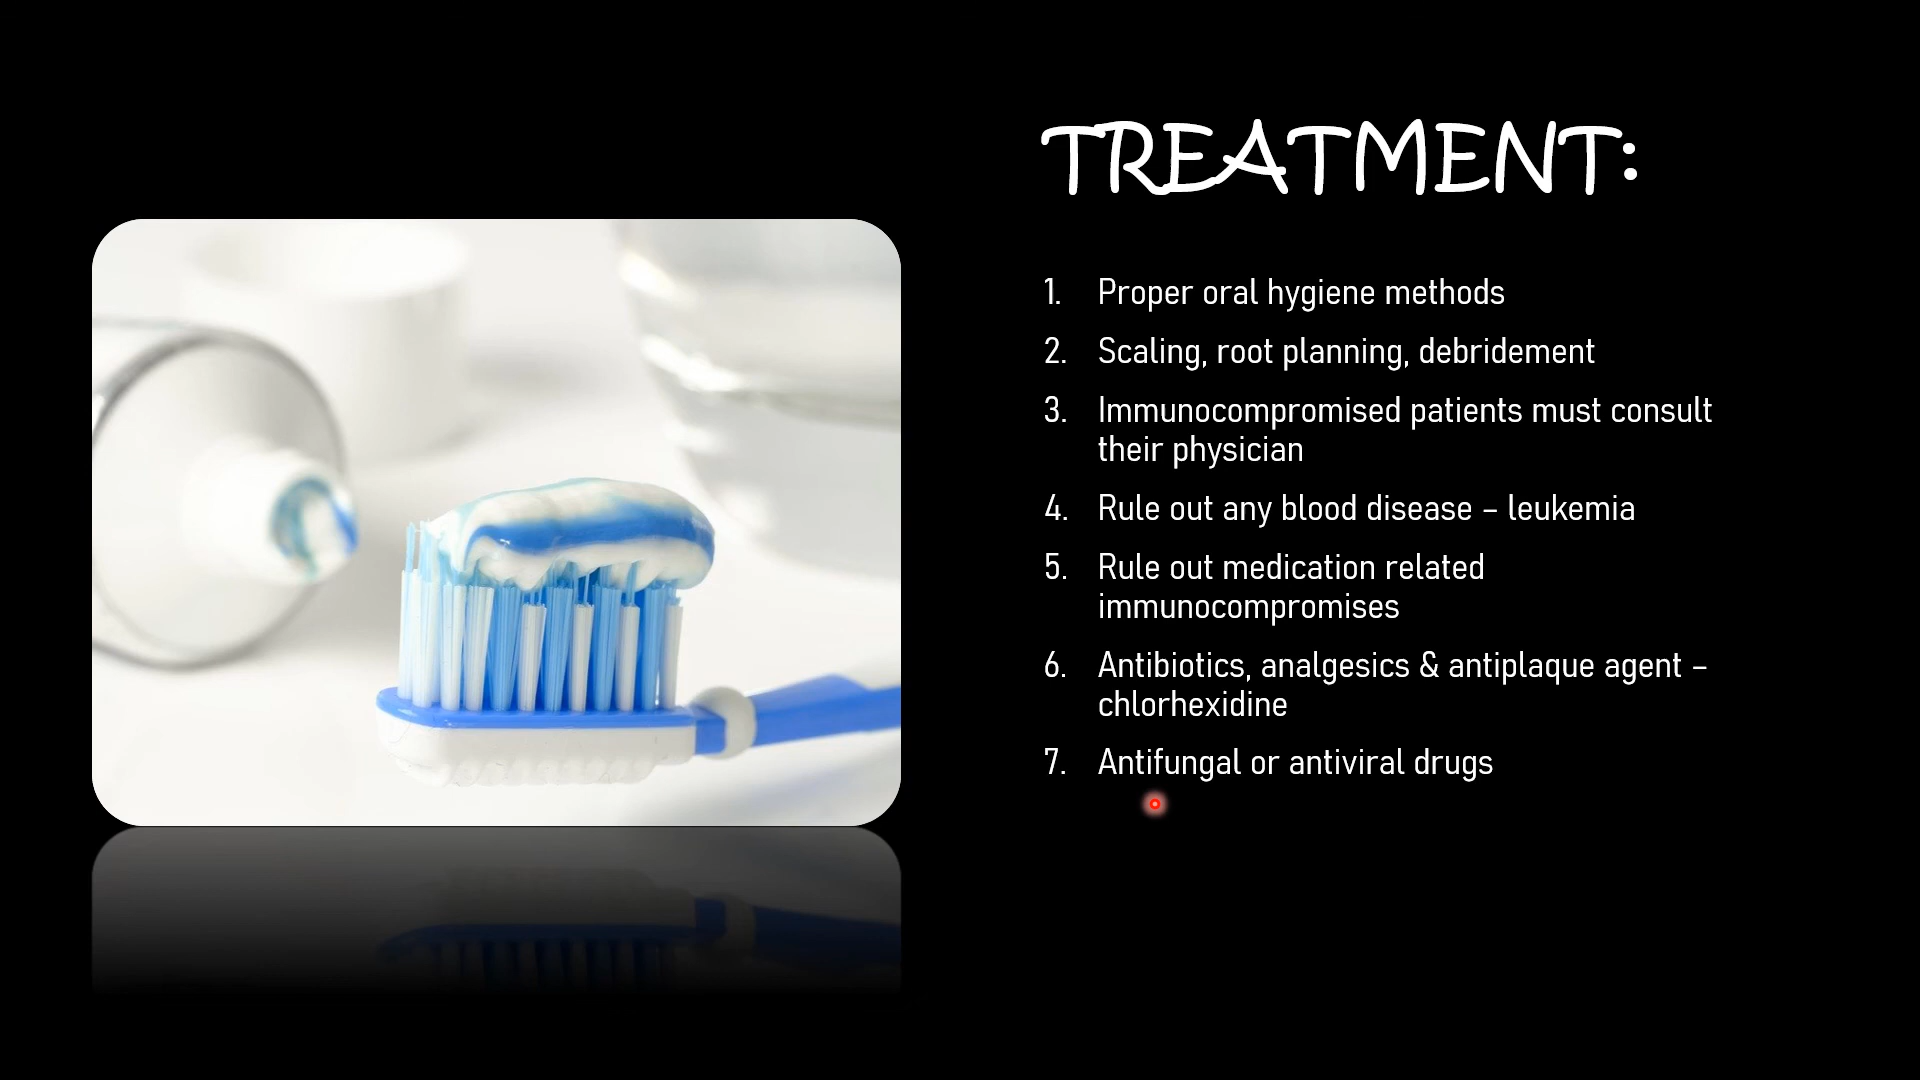 TREATMENT:
1. Proper oral hygiene methods
2. Scaling, root planning, debridement
3. Immunocompromised patients must consult
their physician
4. Rule out any blood disease – leukemia
5. Rule out medication related
immunocompromises
6. Antibiotics, analgesics & antiplaque agent –
chlorhexidine
7. Antifungal or antiviral drugs